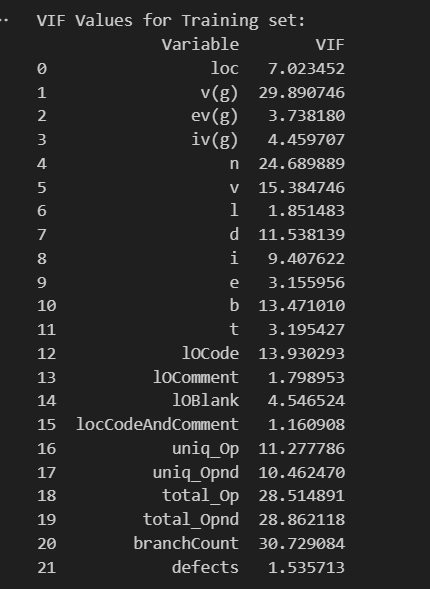 VIF Values for Training set:
Variable VIF
0 loc 7.023452
1 v(g) 29.890746
2 ev(g) 3.738180
3 iv(g) 4.459707
4 n 24.689889
5 v 15.384746
6 l 1.851483
7 d 11.538139
8 i 9.407622
9 e 3.155956
10 b 13.471010
11 t 3.195427
12 lOCode 13.930293
13 lOComment 1.798953
14 lOBlank 4.546524
15 locCodeAndComment 1.160908
16 uniq_Op 11.277786
17 uniq_Opnd 10.462470
18 total_Op 28.514891
19 total_Opnd 28.862118
20 branchCount 30.729084
21 defects 1.535713